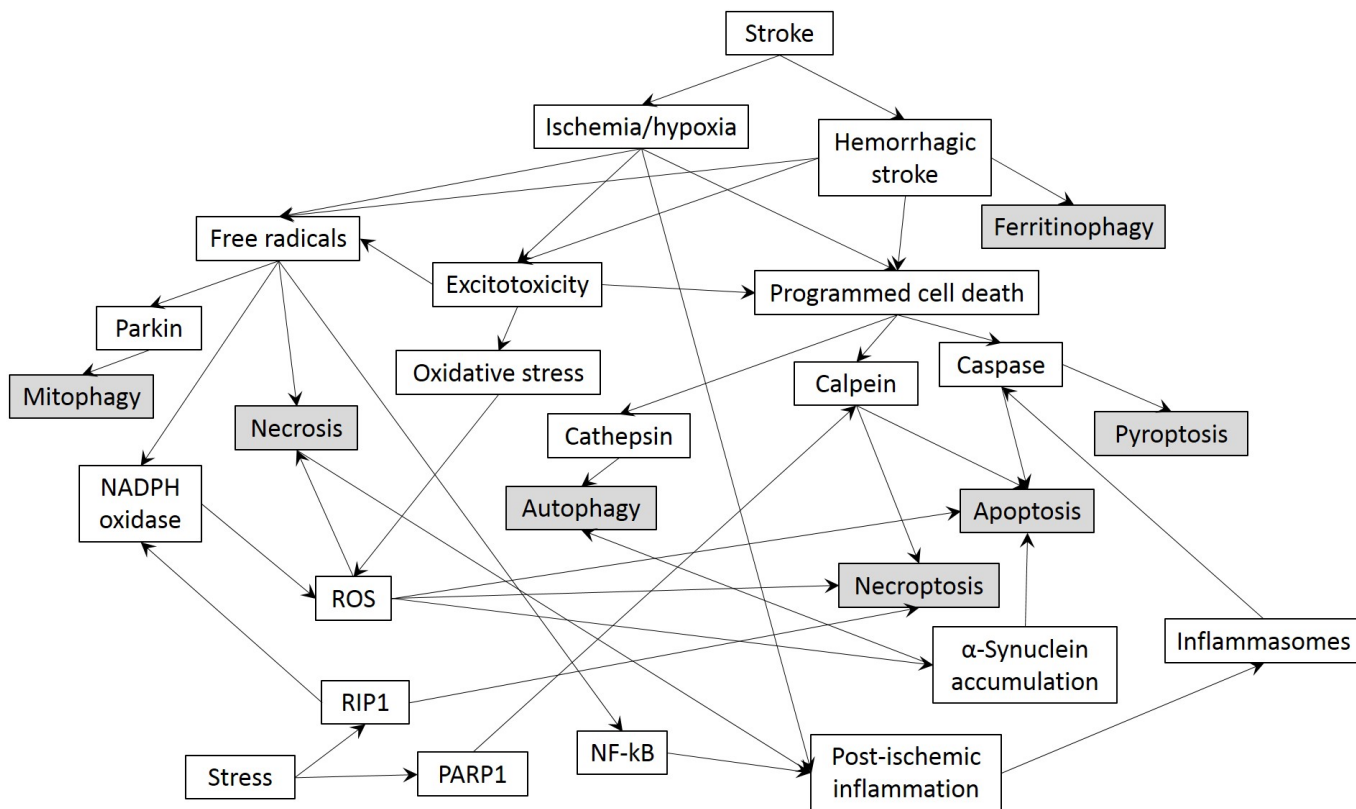 Stroke
Ischemia/hypoxia
Hemorrhagic
stroke
Ferritinophagy
Free radicals
Excitotoxicity
Programmed cell death
Parkin
Oxidative stress
Caspase
Mitophagy
Calpein
Necrosis
Cathepsin
Pyroptosis
NADPH
oxidase
Autophagy
Apoptosis
ROS
Necroptosis
α-Synuclein
accumulation
Inflammasomes
RIP1
NF-kB
Post-ischemic
inflammation
Stress
PARP1